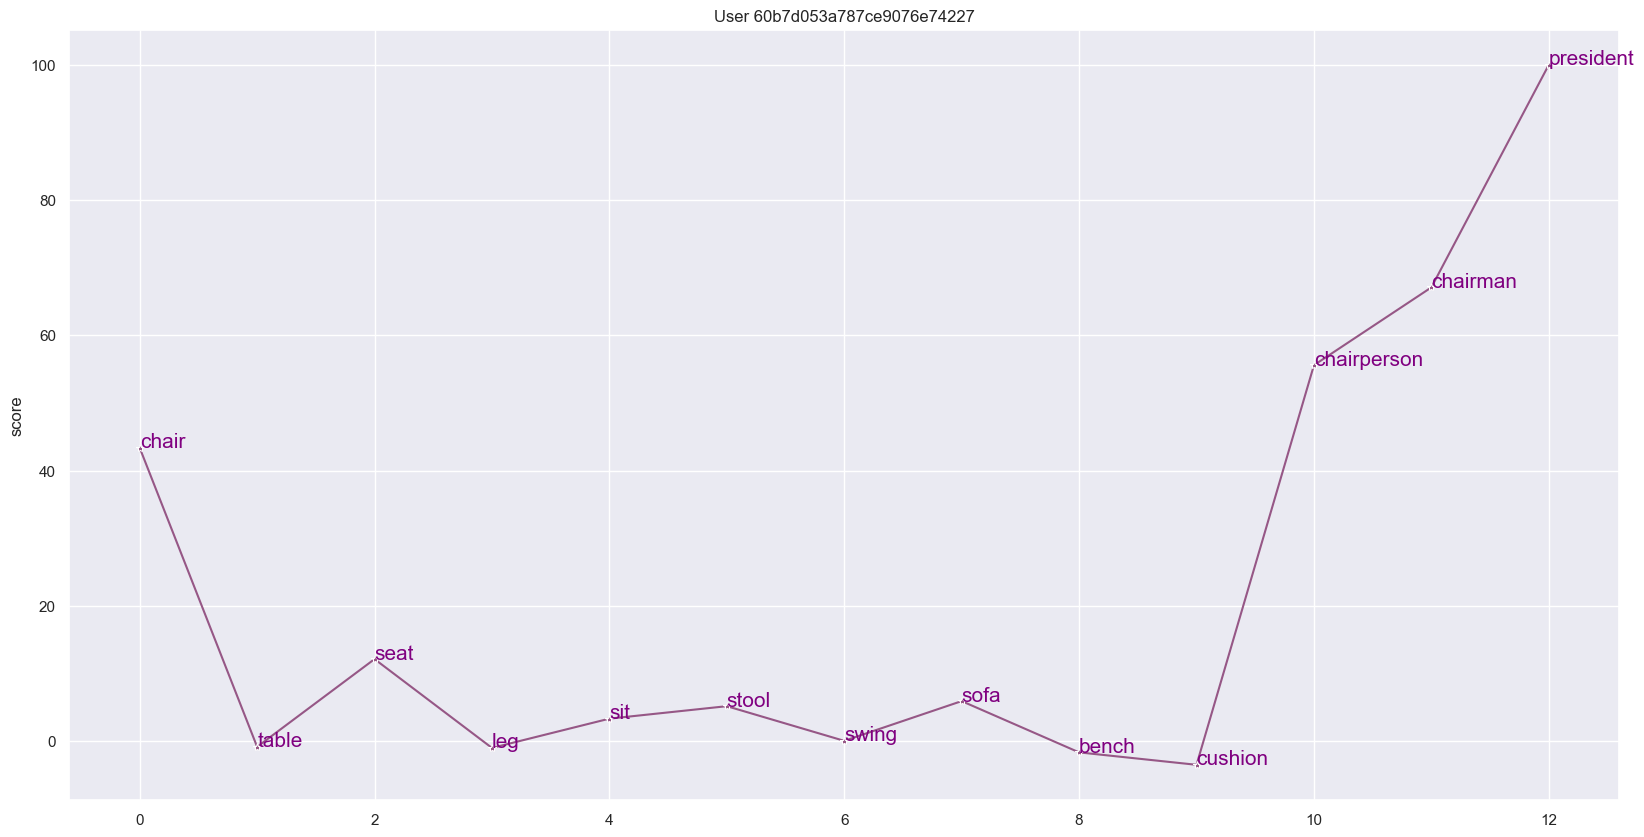 User 60b7d053a787ce9076e74227
score
100
80
60
40
20
0
0
2
4
6
8
10
12
chair
table
seat
leg
sit
stool
swing
sofa
bench
cushion
chairperson
chairman
president